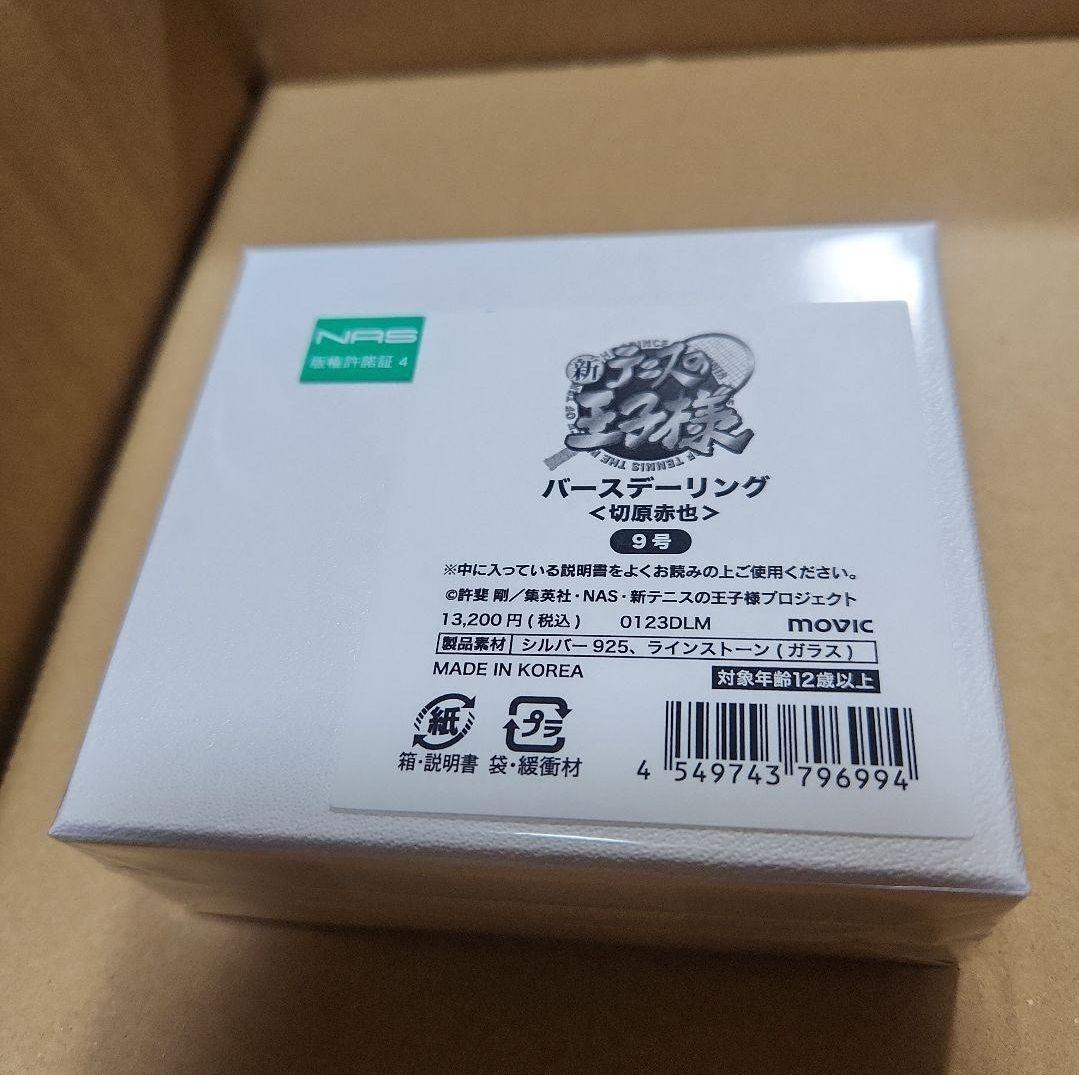 NAS
版権許諾証 4
新テニスの
王子様
バースデーリング
<切原赤也>
9号
※中に入っている説明書をよくお読みの上ご使用ください。
©許斐 剛／集英社・NAS・新テニスの王子様プロジェクト
13,200円(税込) 0123DLM movic
製品素材 シルバー925、ラインストーン(ガラス)
MADE IN KOREA 対象年齢12歳以上
紙 プラ
箱・説明書 袋・緩衝材
4 549743 796994